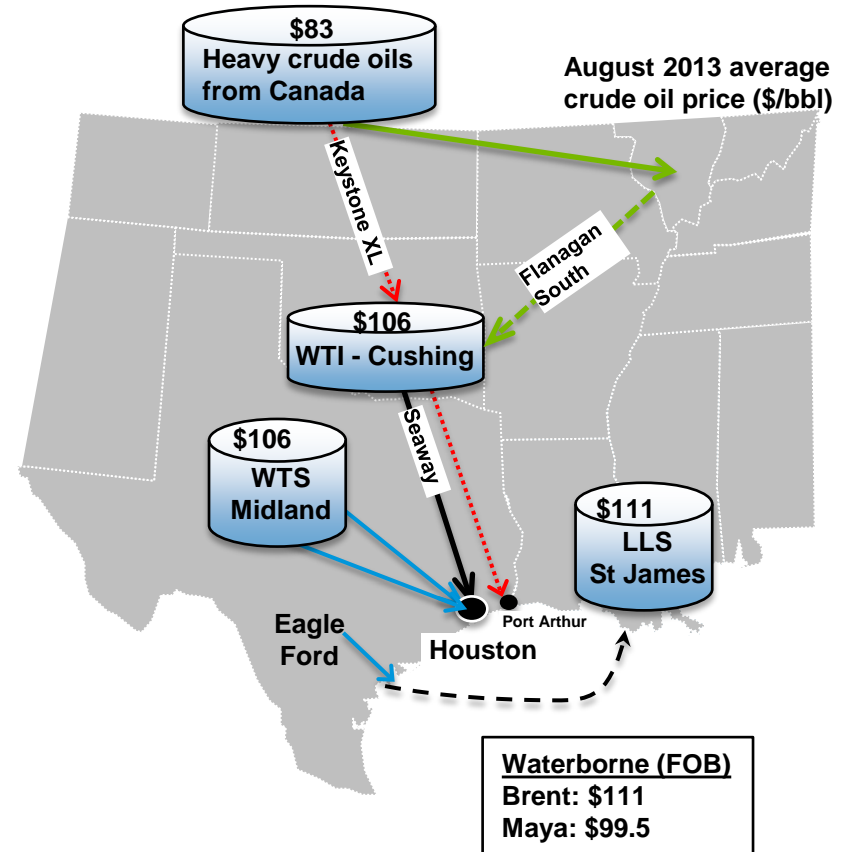 $83
Heavy crude oils
from Canada
August 2013 average
crude oil price ($/bbl)
Keystone XL
Flanagan
South
$106
WTI - Cushing
Seaway
$106
WTS
Midland
$111
LLS
St James
Port Arthur
Eagle
Ford
Houston
Waterborne (FOB)
Brent: $111
Maya: $99.5